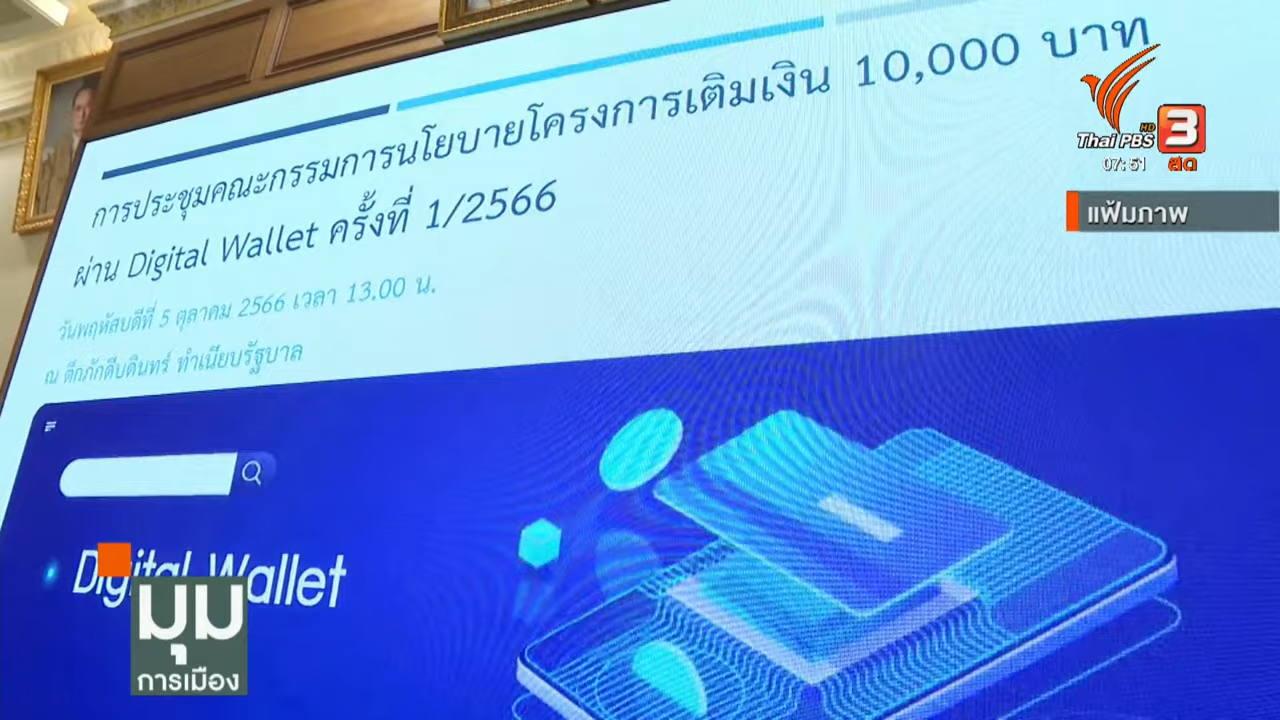 การประชุมคณะกรรมการนโยบายโครงการเติมเงิน 10,000 บาท
ผ่าน Digital Wallet ครั้งที่ 1/2566
วันพฤหัสบดีที่ 5 ตุลาคม 2566 เวลา 13.00 น.
ณ ตึกภักดีบดินทร์ ทำเนียบรัฐบาล
Thai PBS HD 3
07:51 สด
แฟ้มภาพ
Digital Wallet
มุม
การเมือง